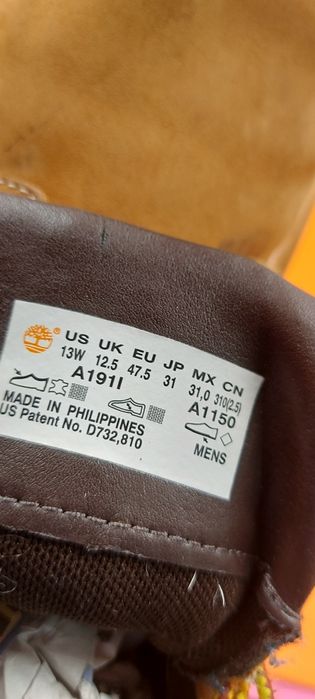 US UK EU JP MX CN
13W 12.5 47.5 31 31,0 310(2.5)
A191I A1150
MADE IN PHILIPPINES
US Patent No. D732,810
MENS